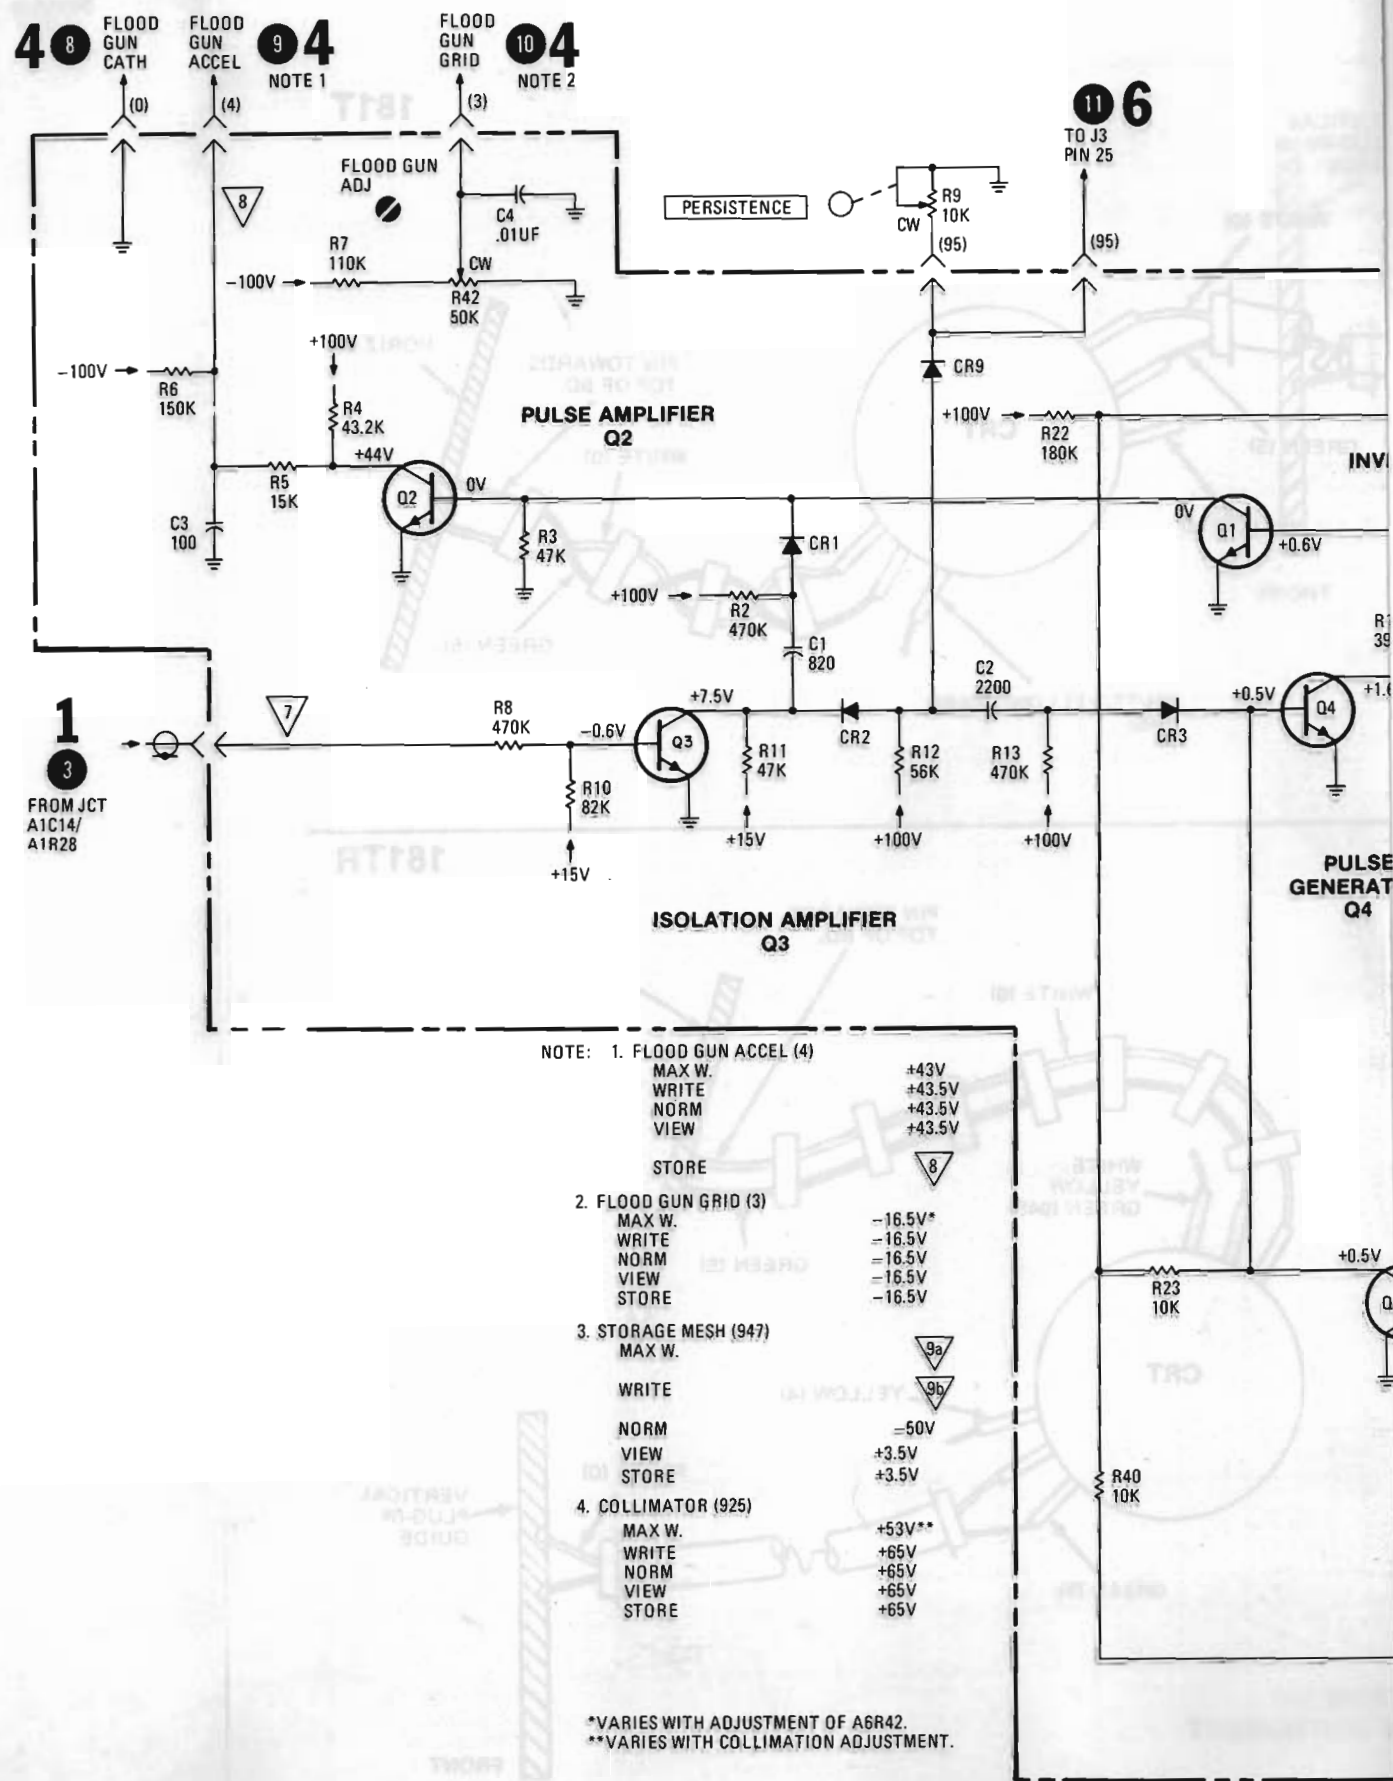 4 8 FLOOD GUN CATH
FLOOD GUN ACCEL 9 4
NOTE 1
FLOOD GUN GRID 10 4
NOTE 2
(0)
(4)
(3)
11 6
TO J3
PIN 25
8
FLOOD GUN
ADJ
C4
.01UF
PERSISTENCE
R9
10K
CW
(95)
(95)
R7
110K
-100V
CW
R42
50K
+100V
-100V
R6
150K
R4
43.2K
+44V
PULSE AMPLIFIER
Q2
CR9
+100V
R22
180K
INV
R5
15K
Q2
0V
C3
100
R3
47K
CR1
0V
Q1
+0.6V
+100V
R2
470K
C1
820
R
39
1
3
FROM JCT
A1C14/
A1R28
7
R8
470K
-0.6V
+7.5V
Q3
R10
82K
+15V
R11
47K
+15V
CR2
R12
56K
+100V
C2
2200
R13
470K
+100V
CR3
+0.5V
Q4
ISOLATION AMPLIFIER
Q3
PULSE
GENERAT
Q4
NOTE: 1. FLOOD GUN ACCEL (4)
MAX W. +43V
WRITE +43.5V
NORM +43.5V
VIEW +43.5V
STORE 8
2. FLOOD GUN GRID (3)
MAX W. -16.5V*
WRITE -16.5V
NORM -16.5V
VIEW -16.5V
STORE -16.5V
3. STORAGE MESH (947)
MAX W. 9a
WRITE 9b
NORM -50V
VIEW +3.5V
STORE +3.5V
4. COLLIMATOR (925)
MAX W. +53V**
WRITE +65V
NORM +65V
VIEW +65V
STORE +65V
+0.5V
R23
10K
Q
R40
10K
*VARIES WITH ADJUSTMENT OF A6R42.
**VARIES WITH COLLIMATION ADJUSTMENT.